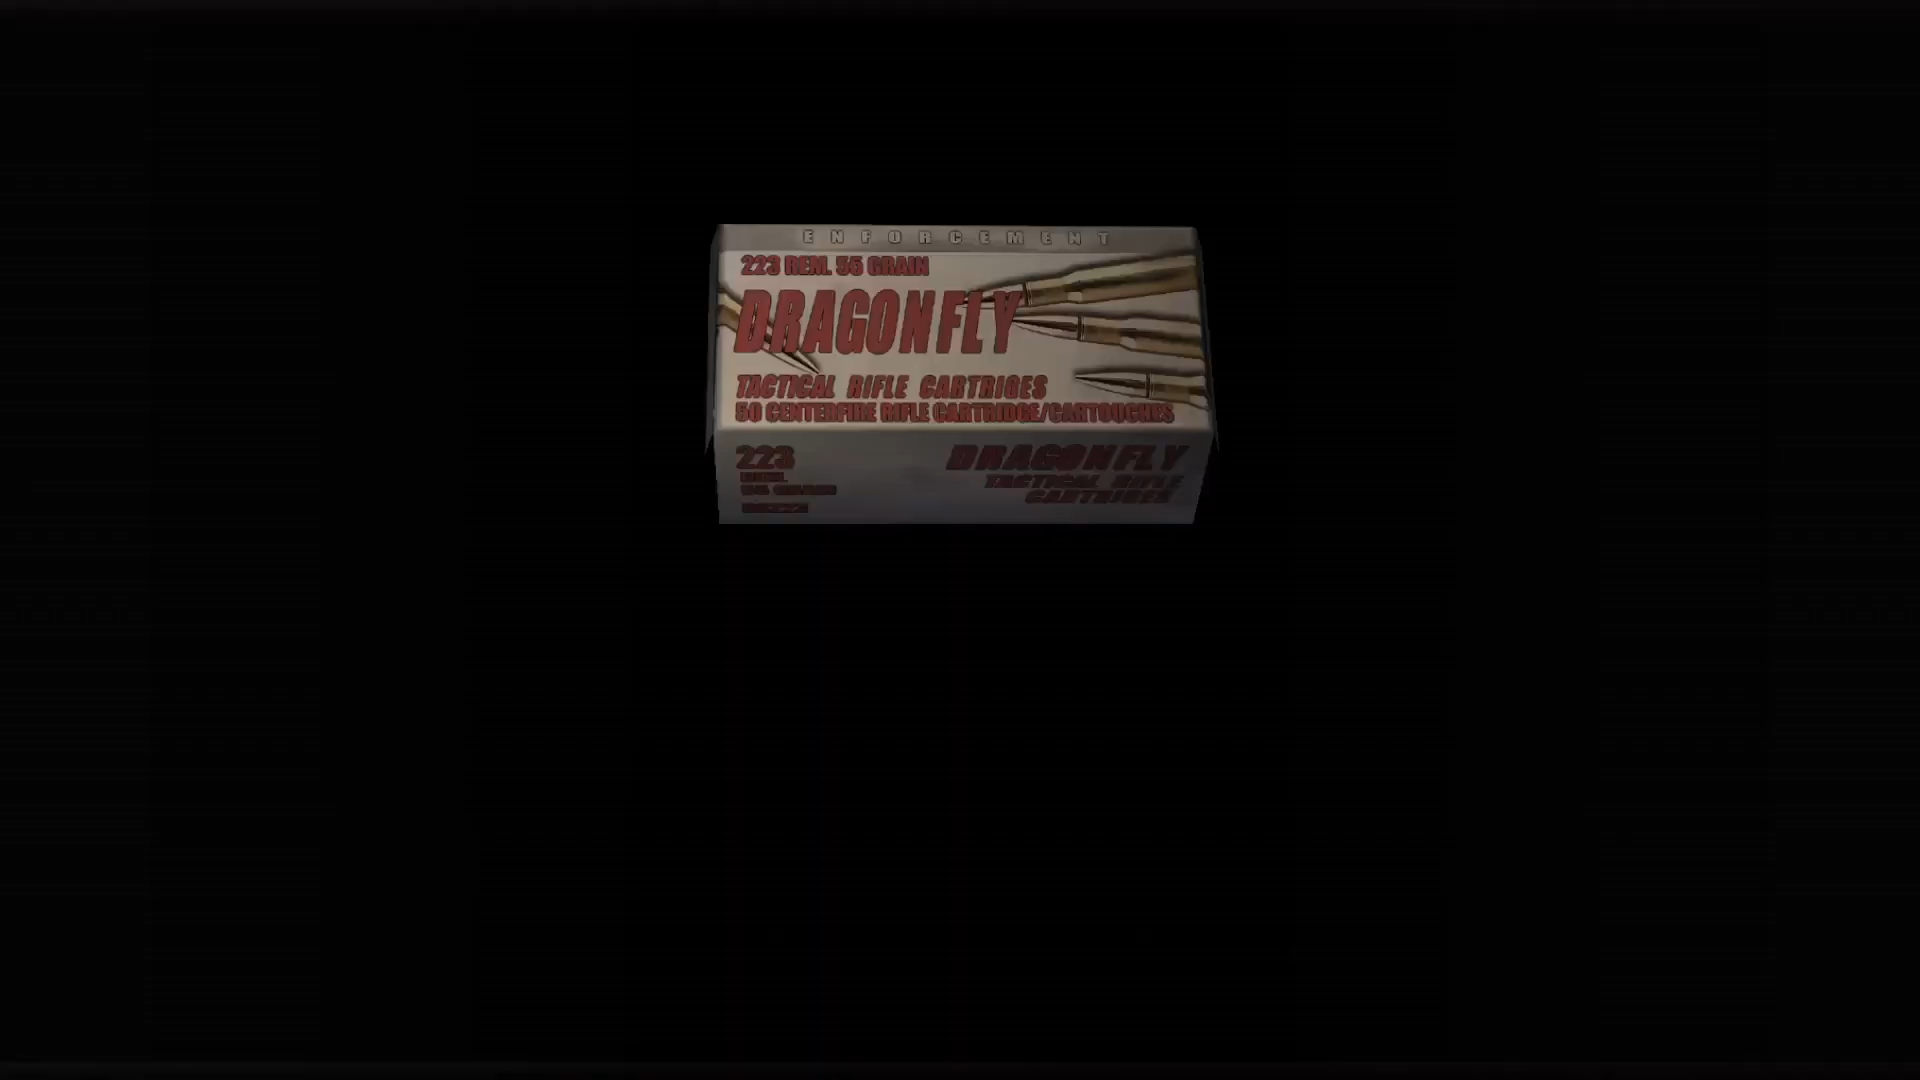 ENFORCEMENT
223 REM. 55 GRAIN
DRAGONFLY
TACTICAL RIFLE CARTRIGES
50 CENTERFIRE RIFLE CARTRIDGE/CARTOUCHES
223
DRAGONFLY
TACTICAL RIFLE
CARTRIGES